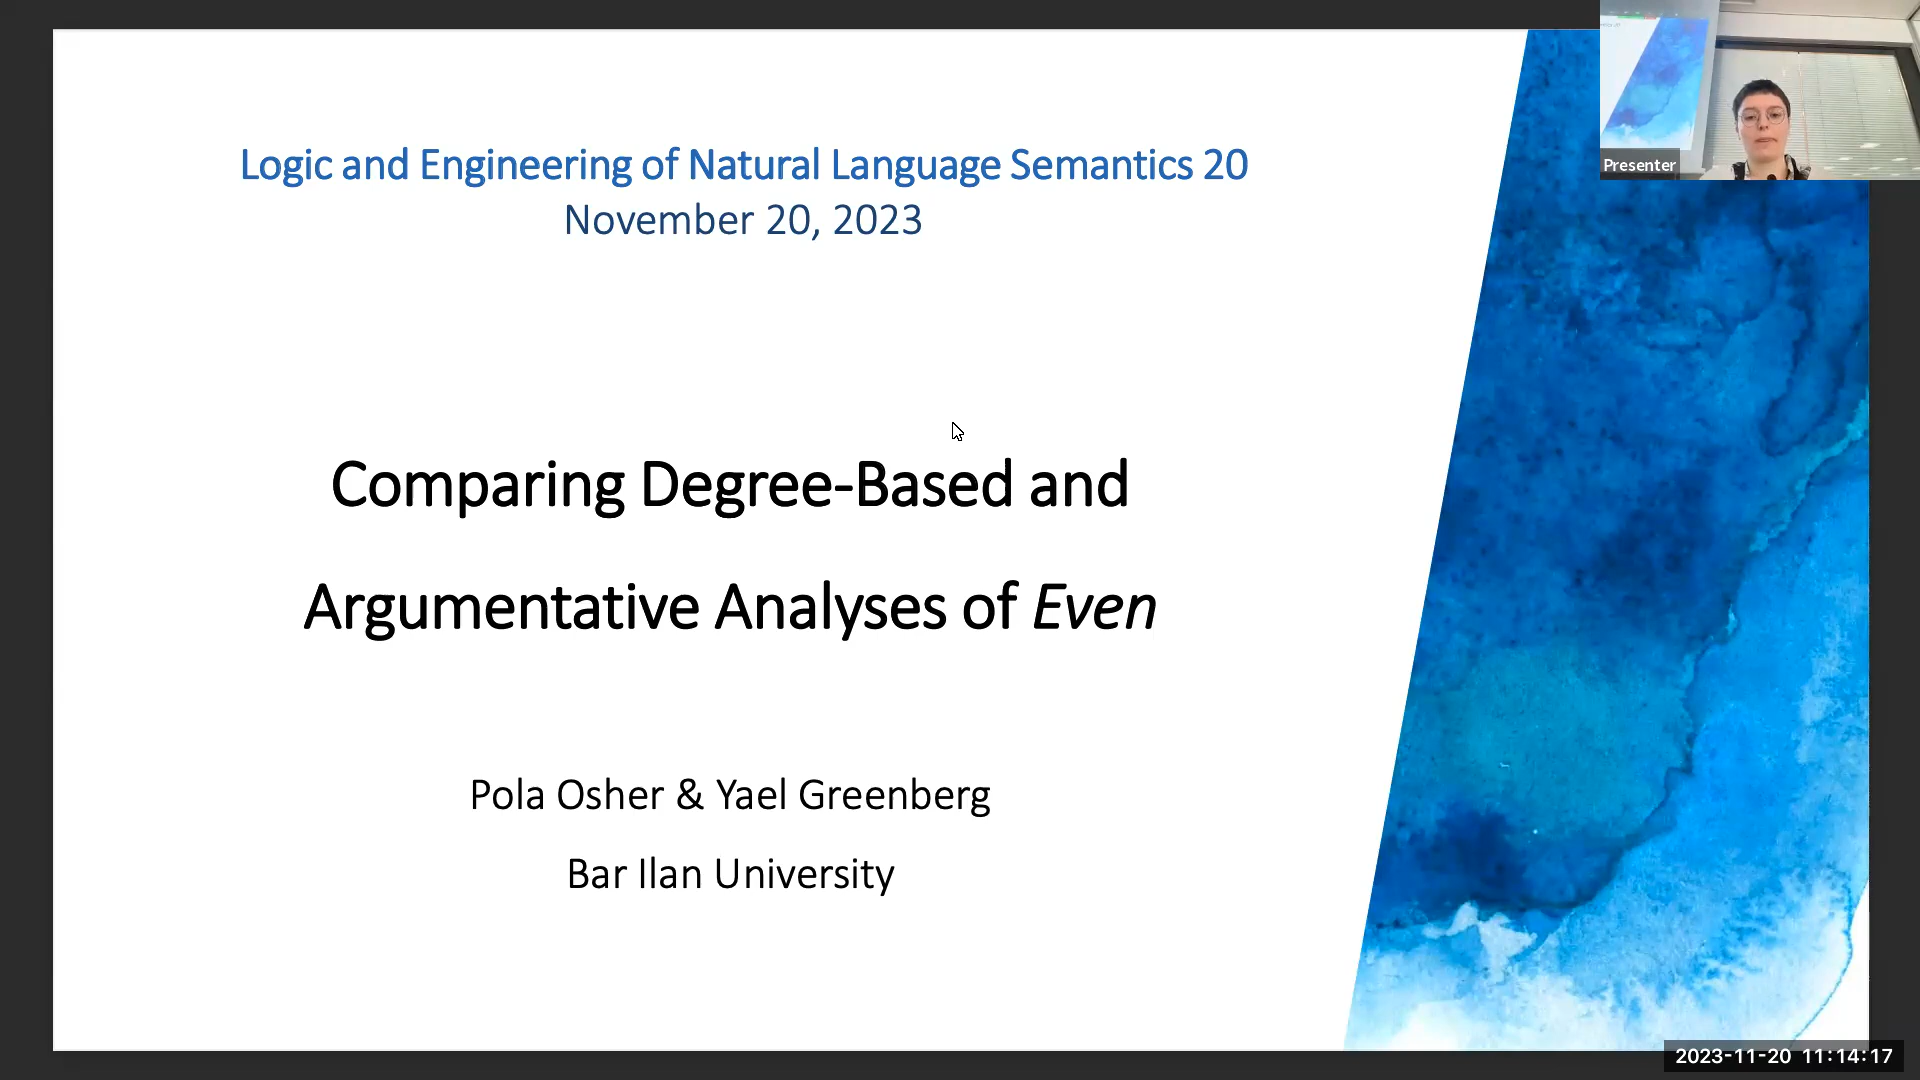 Logic and Engineering of Natural Language Semantics 20
November 20, 2023
Comparing Degree-Based and
Argumentative Analyses of Even
Pola Osher & Yael Greenberg
Bar Ilan University
Presenter
2023-11-20 11:14:17